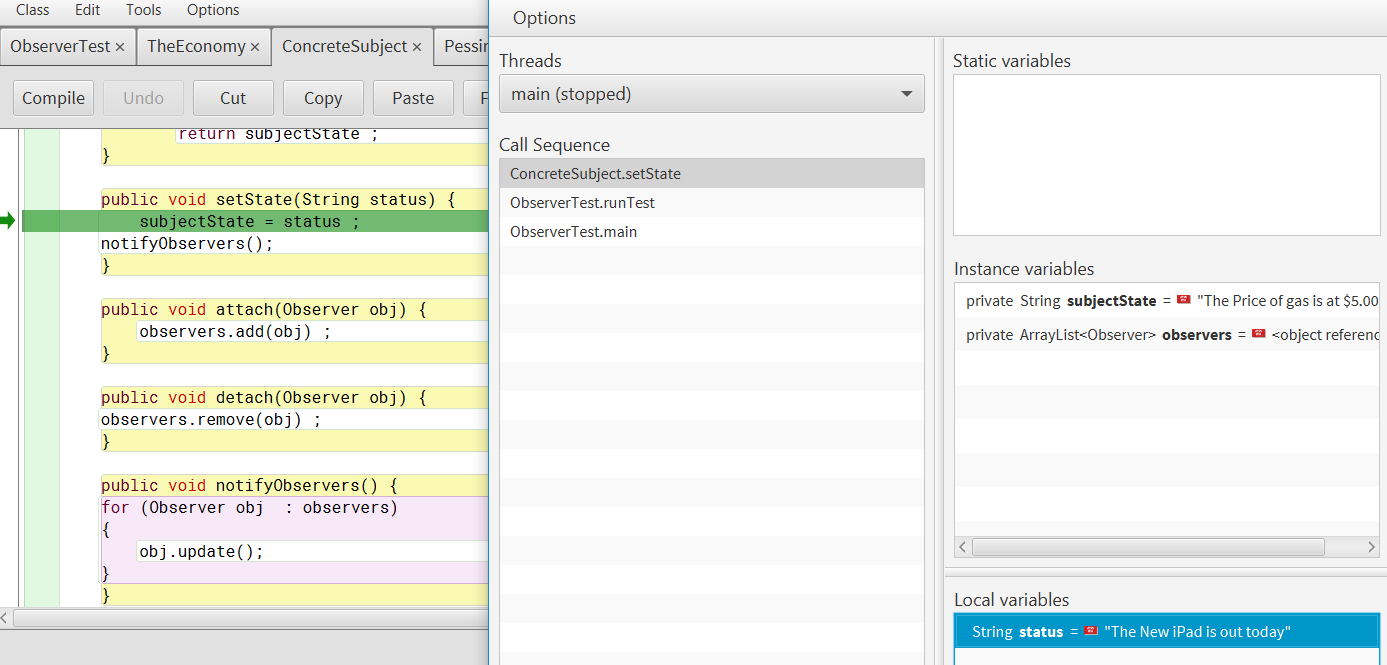 Class Edit Tools Options
ObserverTest × TheEconomy × ConcreteSubject ×
Compile Undo Cut Copy Paste
return subjectState ;
}
public void setState(String status) {
subjectState = status ;
notifyObservers();
}
public void attach(Observer obj) {
observers.add(obj) ;
}
public void detach(Observer obj) {
observers.remove(obj) ;
}
public void notifyObservers() {
for (Observer obj  : observers)
{
obj.update();
}
}
Options
Threads
main (stopped)
Call Sequence
ConcreteSubject.setState
ObserverTest.runTest
ObserverTest.main
Static variables
Instance variables
private String subjectState = "The Price of gas is at $5.00
private ArrayList<Observer> observers = <object referenc
Local variables
String status = "The New iPad is out today"